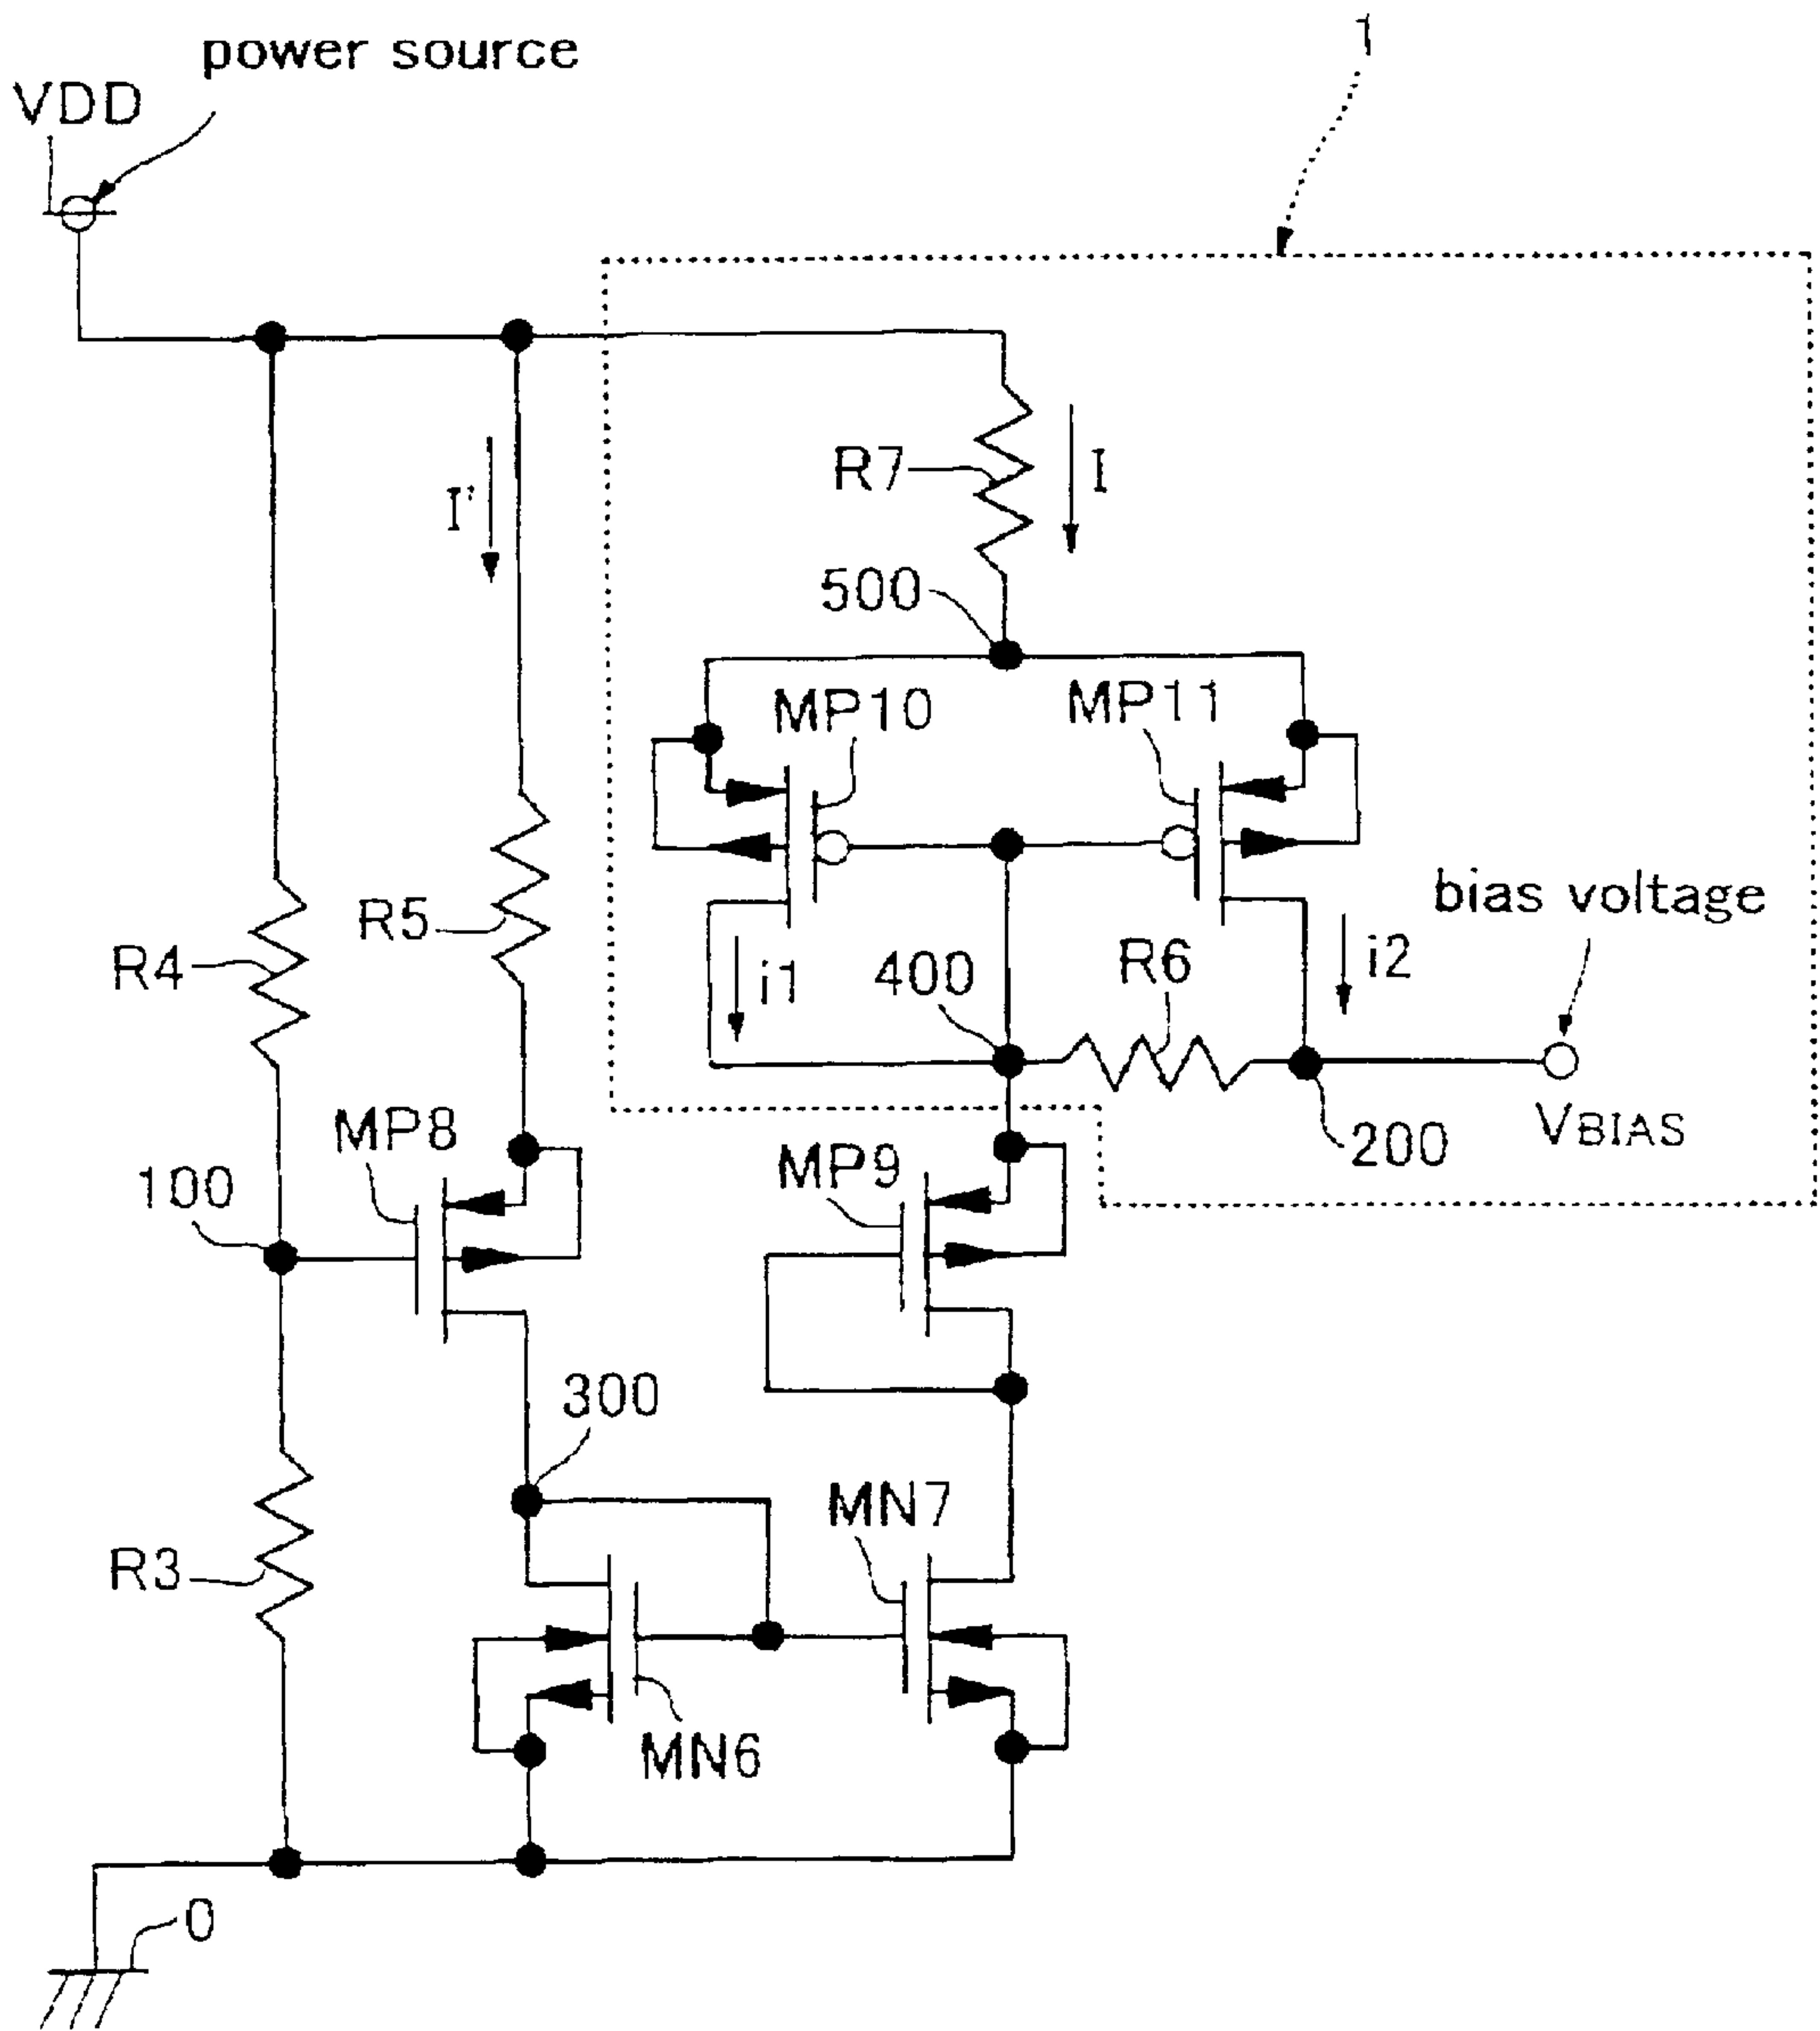 1
power source
VDD
R7
I
I'
500
MP10
MP11
bias voltage
R5
R4
i1
400
R6
i2
MP8
MP9
200
VBIAS
100
300
MN7
R3
MN6
0